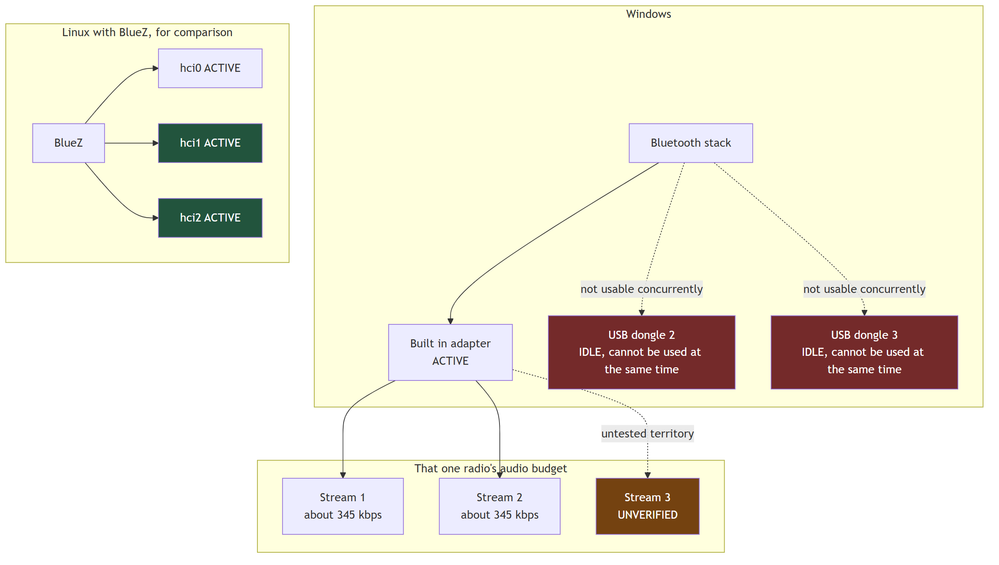 Linux with BlueZ, for comparison
hci0 ACTIVE
BlueZ
hci1 ACTIVE
hci2 ACTIVE
Windows
Bluetooth stack
not usable concurrently
not usable concurrently
Built in adapter
ACTIVE
USB dongle 2
IDLE, cannot be used at
the same time
USB dongle 3
IDLE, cannot be used at
the same time
untested territory
That one radio's audio budget
Stream 1
about 345 kbps
Stream 2
about 345 kbps
Stream 3
UNVERIFIED